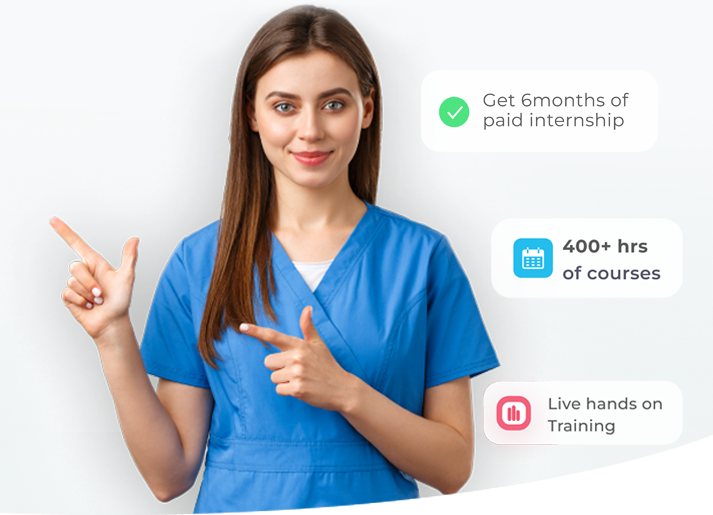 Get 6months of
paid internship
400+ hrs
of courses
Live hands on
Training